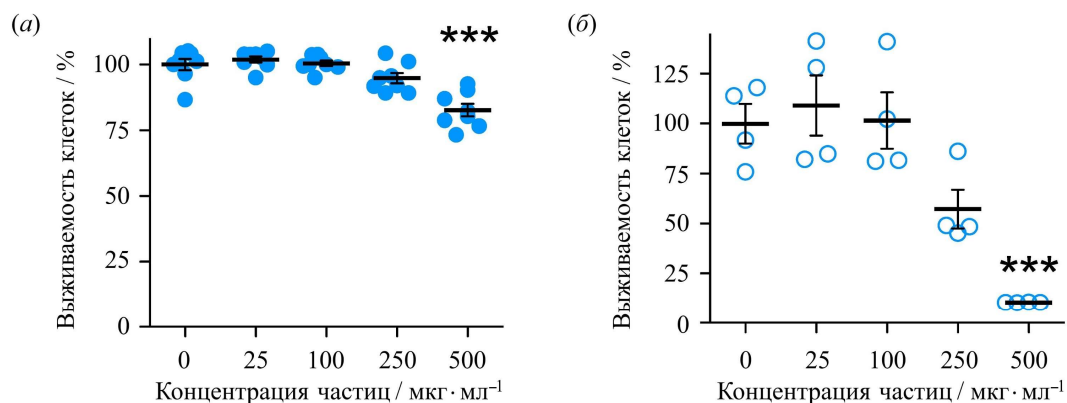 (а)
***
Выживаемость клеток / %
100
75
50
25
0
0 25 100 250 500
Концентрация частиц / мкг · мл⁻¹
(б)
***
Выживаемость клеток / %
125
100
75
50
25
0
0 25 100 250 500
Концентрация частиц / мкг · мл⁻¹